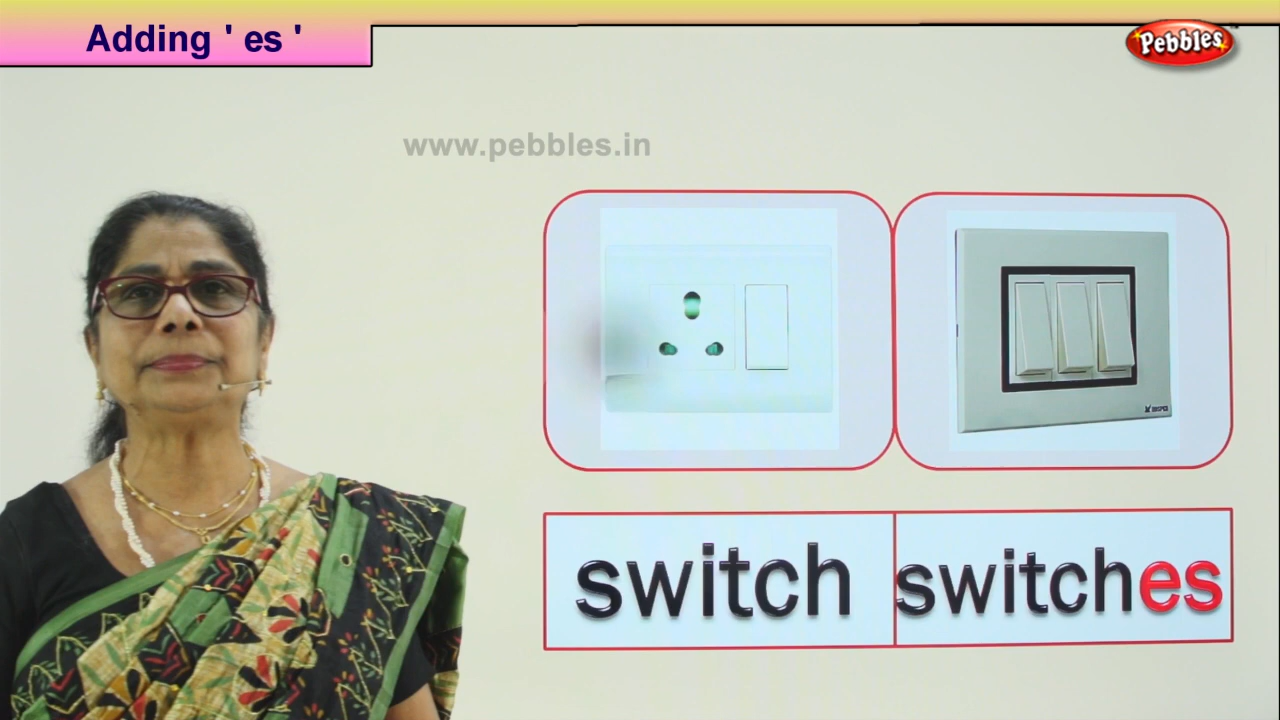 Adding ' es '
Pebbles
www.pebbles.in
switch
switches